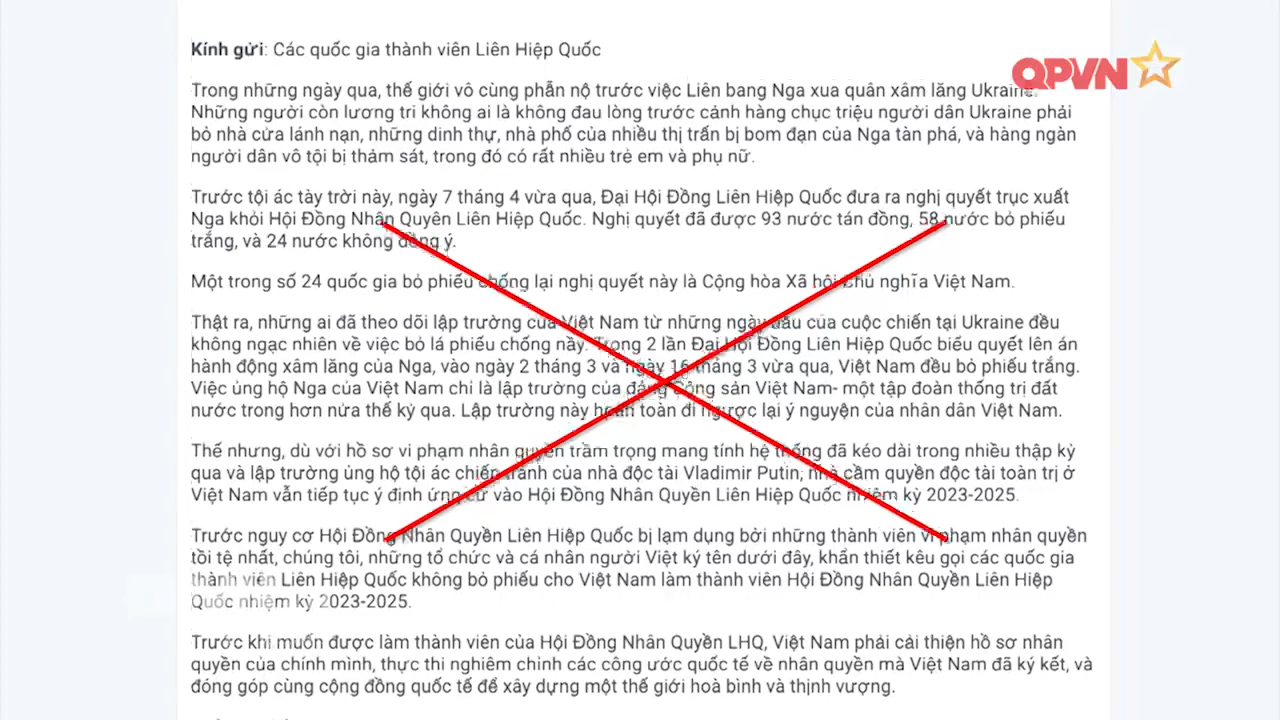 Kính gửi: Các quốc gia thành viên Liên Hiệp Quốc
QPVN
Trong những ngày qua, thế giới vô cùng phẫn nộ trước việc Liên bang Nga xua quân xâm lăng Ukraine.
Những người còn lương tri không ai là không đau lòng trước cảnh hàng chục triệu người dân Ukraine phải
bỏ nhà cửa lánh nạn, những dinh thự, nhà phố của nhiều thị trấn bị bom đạn của Nga tàn phá, và hàng ngàn
người dân vô tội bị thảm sát, trong đó có rất nhiều trẻ em và phụ nữ.
Trước tội ác tày trời này, ngày 7 tháng 4 vừa qua, Đại Hội Đồng Liên Hiệp Quốc đưa ra nghị quyết trục xuất
Nga khỏi Hội Đồng Nhân Quyền Liên Hiệp Quốc. Nghị quyết đã được 93 nước tán đồng, 58 nước bỏ phiếu
trắng, và 24 nước không đồng ý.
Một trong số 24 quốc gia bỏ phiếu chống lại nghị quyết này là Cộng hòa Xã hội Chủ nghĩa Việt Nam.
Thật ra, những ai đã theo dõi lập trường của Việt Nam từ những ngày đầu của cuộc chiến tại Ukraine đều
không ngạc nhiên về việc bỏ lá phiếu chống này. Trong 2 lần Đại Hội Đồng Liên Hiệp Quốc biểu quyết lên án
hành động xâm lăng của Nga, vào ngày 2 tháng 3 và ngày 16 tháng 3 vừa qua, Việt Nam đều bỏ phiếu trắng.
Việc ủng hộ Nga của Việt Nam chỉ là lập trường của đảng Cộng sản Việt Nam- một tập đoàn thống trị đất
nước trong hơn nửa thế kỷ qua. Lập trường này hoàn toàn đi ngược lại ý nguyện của nhân dân Việt Nam.
Thế nhưng, dù với hồ sơ vi phạm nhân quyền trầm trọng mang tính hệ thống đã kéo dài trong nhiều thập kỷ
qua và lập trường ủng hộ tội ác chiến tranh của nhà độc tài Vladimir Putin, nhà cầm quyền độc tài toàn trị ở
Việt Nam vẫn tiếp tục ý định ứng cử vào Hội Đồng Nhân Quyền Liên Hiệp Quốc nhiệm kỳ 2023-2025.
Trước nguy cơ Hội Đồng Nhân Quyền Liên Hiệp Quốc bị lạm dụng bởi những thành viên vi phạm nhân quyền
tồi tệ nhất, chúng tôi, những tổ chức và cá nhân người Việt ký tên dưới đây, khẩn thiết kêu gọi các quốc gia
thành viên Liên Hiệp Quốc không bỏ phiếu cho Việt Nam làm thành viên Hội Đồng Nhân Quyền Liên Hiệp
Quốc nhiệm kỳ 2023-2025.
Trước khi muốn được làm thành viên của Hội Đồng Nhân Quyền LHQ, Việt Nam phải cải thiện hồ sơ nhân
quyền của chính mình, thực thi nghiêm chỉnh các công ước quốc tế về nhân quyền mà Việt Nam đã ký kết, và
đóng góp cùng cộng đồng quốc tế để xây dựng một thế giới hoà bình và thịnh vượng.